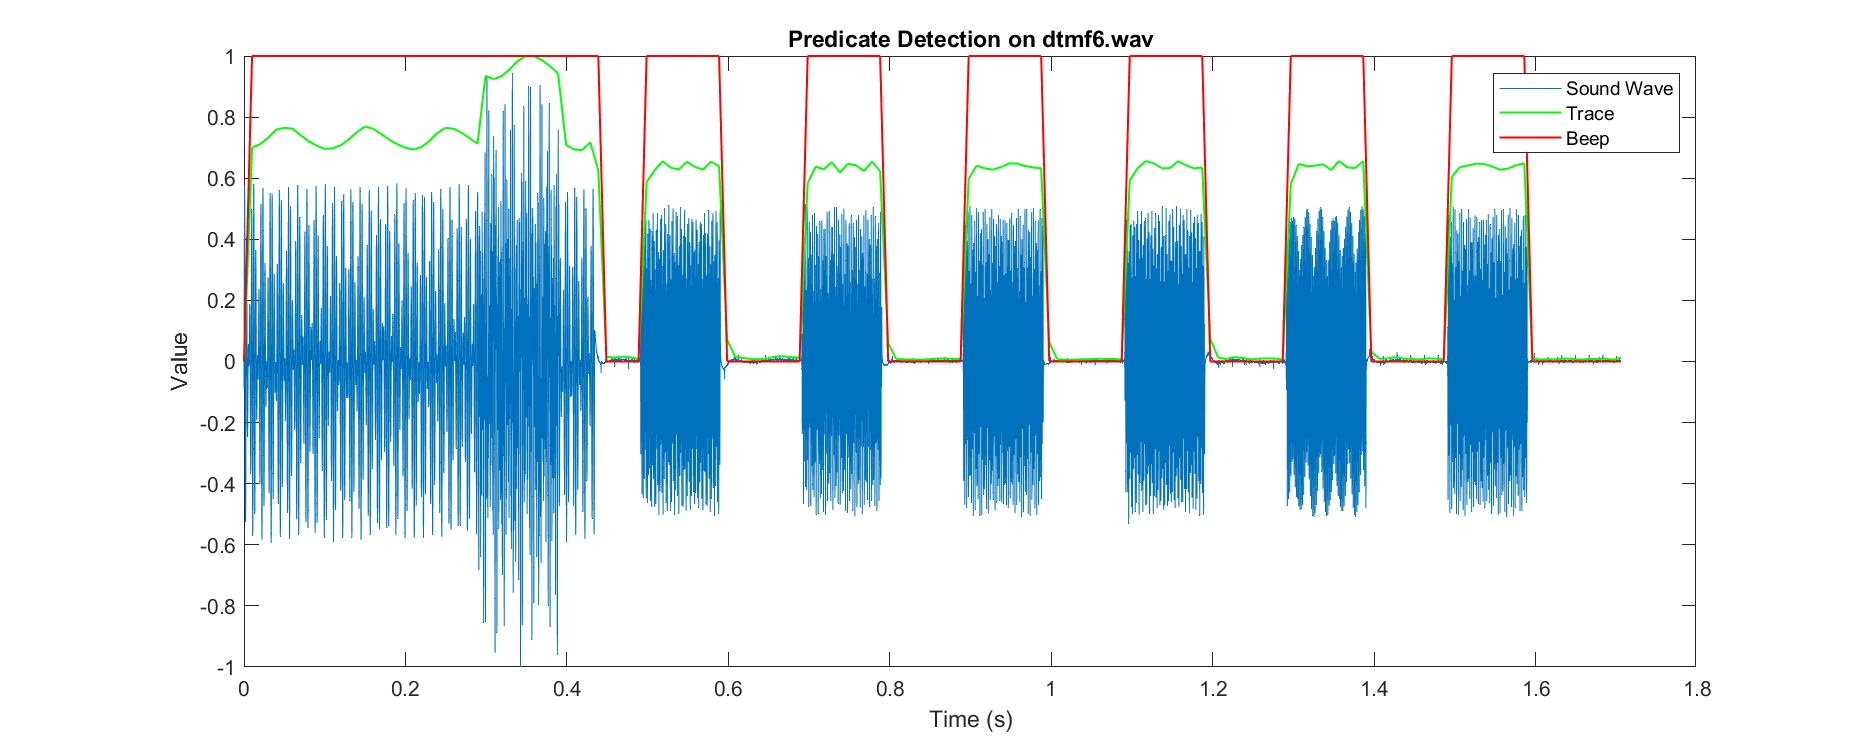 Predicate Detection on dtmf6.wav
1
0.8
0.6
0.4
0.2
0
-0.2
-0.4
-0.6
-0.8
-1
Value
Sound Wave
Trace
Beep
0 0.2 0.4 0.6 0.8 1 1.2 1.4 1.6 1.8
Time (s)